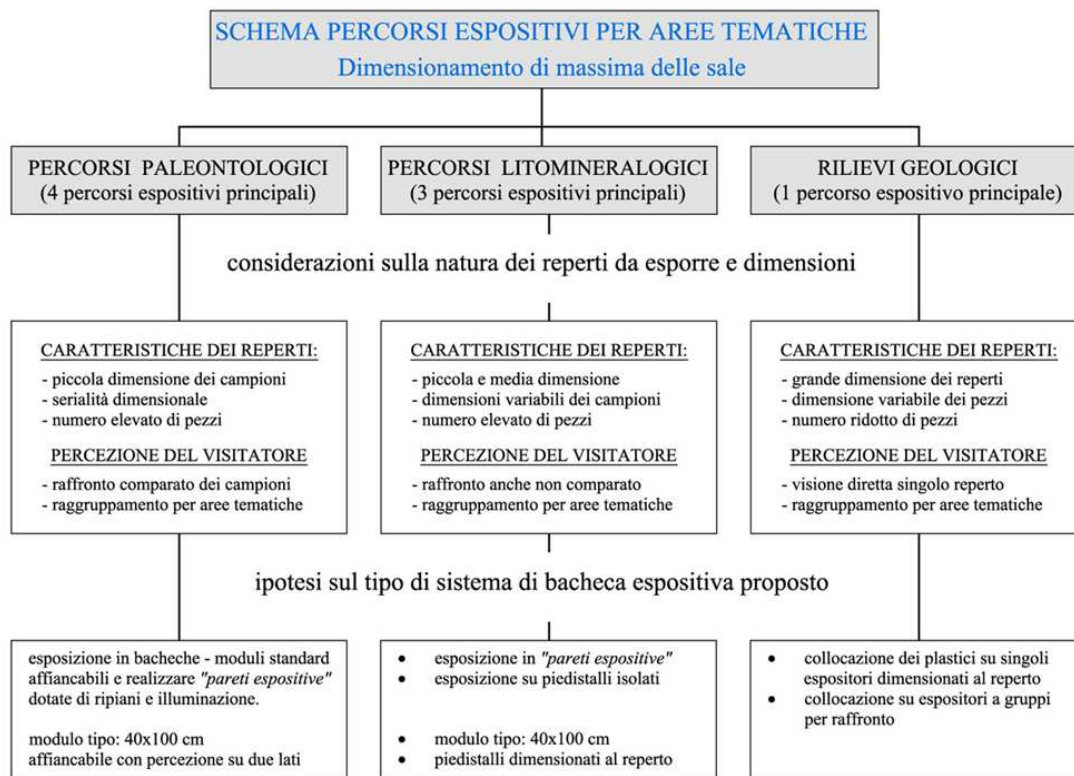 SCHEMA PERCORSI ESPOSITIVI PER AREE TEMATICHE
Dimensionamento di massima delle sale
PERCORSI PALEONTOLOGICI
(4 percorsi espositivi principali)
PERCORSI LITOMINERALOGICI
(3 percorsi espositivi principali)
RILIEVI GEOLOGICI
(1 percorso espositivo principale)
considerazioni sulla natura dei reperti da esporre e dimensioni
CARATTERISTICHE DEI REPERTI:
- piccola dimensione dei campioni
- serialità dimensionale
- numero elevato di pezzi
PERCEZIONE DEL VISITATORE
- raffronto comparato dei campioni
- raggruppamento per aree tematiche
CARATTERISTICHE DEI REPERTI:
- piccola e media dimensione
- dimensioni variabili dei campioni
- numero elevato di pezzi
PERCEZIONE DEL VISITATORE
- raffronto anche non comparato
- raggruppamento per aree tematiche
CARATTERISTICHE DEI REPERTI:
- grande dimensione dei reperti
- dimensione variabile dei pezzi
- numero ridotto di pezzi
PERCEZIONE DEL VISITATORE
- visione diretta singolo reperto
- raggruppamento per aree tematiche
ipotesi sul tipo di sistema di bacheca espositiva proposto
esposizione in bacheche - moduli standard
affiancabili e realizzare "pareti espositive"
dotate di ripiani e illuminazione.
modulo tipo: 40x100 cm
affiancabile con percezione su due lati
• esposizione in "pareti espositive"
• esposizione su piedistalli isolati
• modulo tipo: 40x100 cm
• piedistalli dimensionati al reperto
• collocazione dei plastici su singoli
espositori dimensionati al reperto
• collocazione su espositori a gruppi
per raffronto